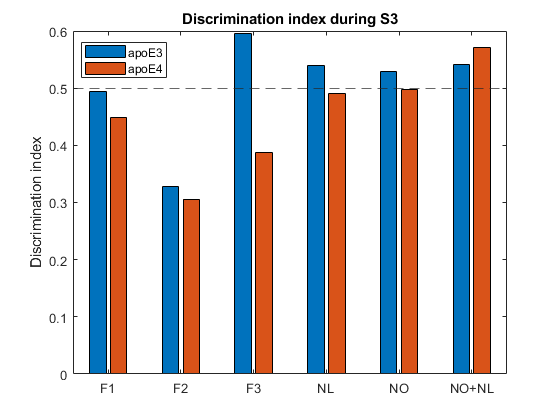 Discrimination index during S3
apoE3
apoE4
Discrimination index
0.6
0.5
0.4
0.3
0.2
0.1
0
F1 F2 F3 NL NO NO+NL